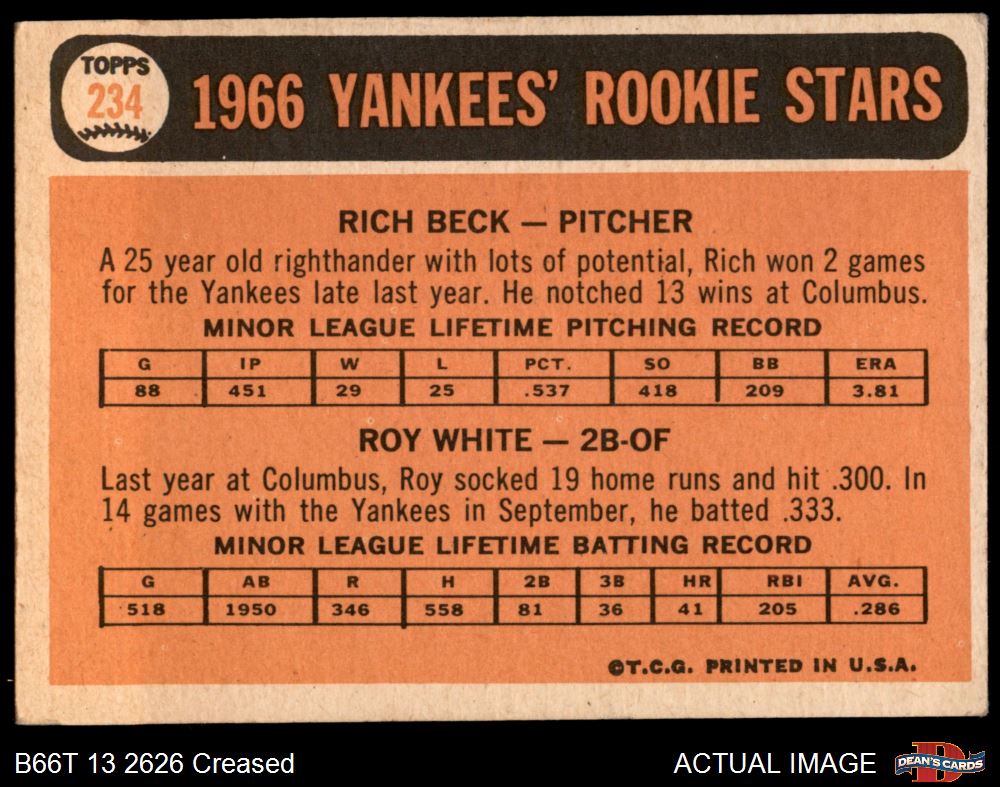 TOPPS
234
1966 YANKEES' ROOKIE STARS
RICH BECK — PITCHER
A 25 year old righthander with lots of potential, Rich won 2 games
for the Yankees late last year. He notched 13 wins at Columbus.
MINOR LEAGUE LIFETIME PITCHING RECORD
G IP W L PCT. SO BB ERA
88 451 29 25 .537 418 209 3.81
ROY WHITE — 2B-OF
Last year at Columbus, Roy socked 19 home runs and hit .300. In
14 games with the Yankees in September, he batted .333.
MINOR LEAGUE LIFETIME BATTING RECORD
G AB R H 2B 3B HR RBI AVG.
518 1950 346 558 81 36 41 205 .286
©T.C.G. PRINTED IN U.S.A.
B66T 13 2626 Creased ACTUAL IMAGE
D
DEAN'S CARDS